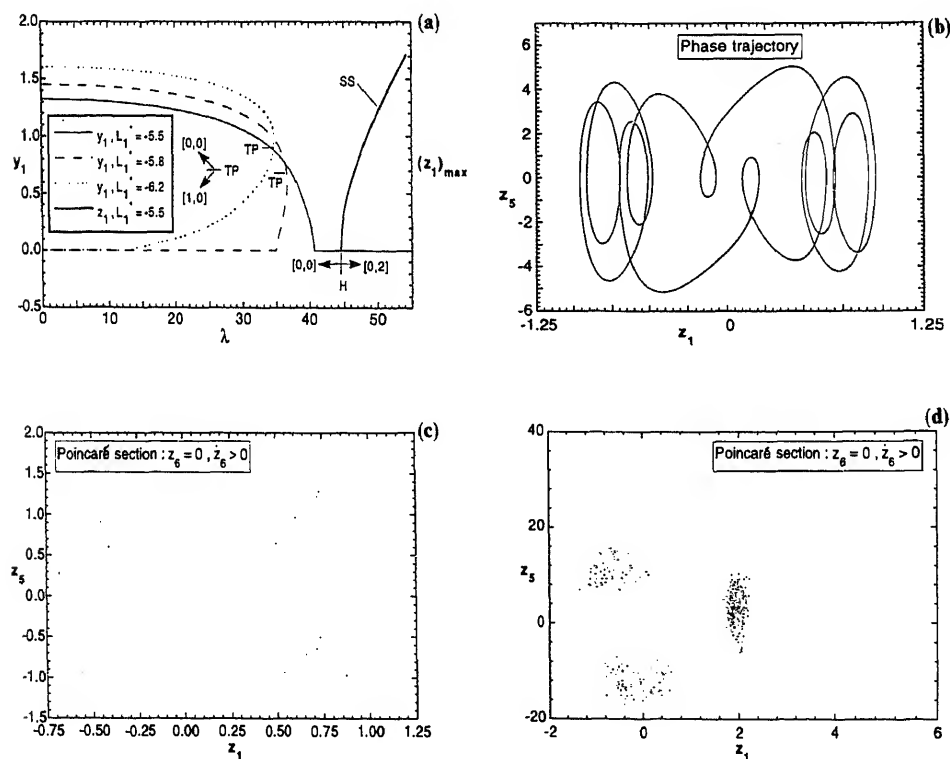 (a)
2.0
1.5
1.0
0.5
0.0
-0.5
y₁
SS
y₁, L₁* = -5.5
y₁, L₁* = -5.8
y₁, L₁* = -6.2
z₁, L₁* = -5.5
[0,0]
TP
[1,0]
TP
TP
(z₁)max
[0,0]
[0,2]
H
0 10 20 30 40 50
λ
(b)
Phase trajectory
6
4
2
0
-2
-4
-6
z₅
-1.25 0 1.25
z₁
(c)
Poincaré section : z₆ = 0 , ż₆ > 0
2.0
1.5
1.0
0.5
0.0
-0.5
-1.0
-1.5
z₅
-0.75 -0.50 -0.25 0.00 0.25 0.50 0.75 1.00 1.25
z₁
(d)
Poincaré section : z₆ = 0 , ż₆ > 0
40
20
0
-20
z₅
-2 0 2 4 6
z₁